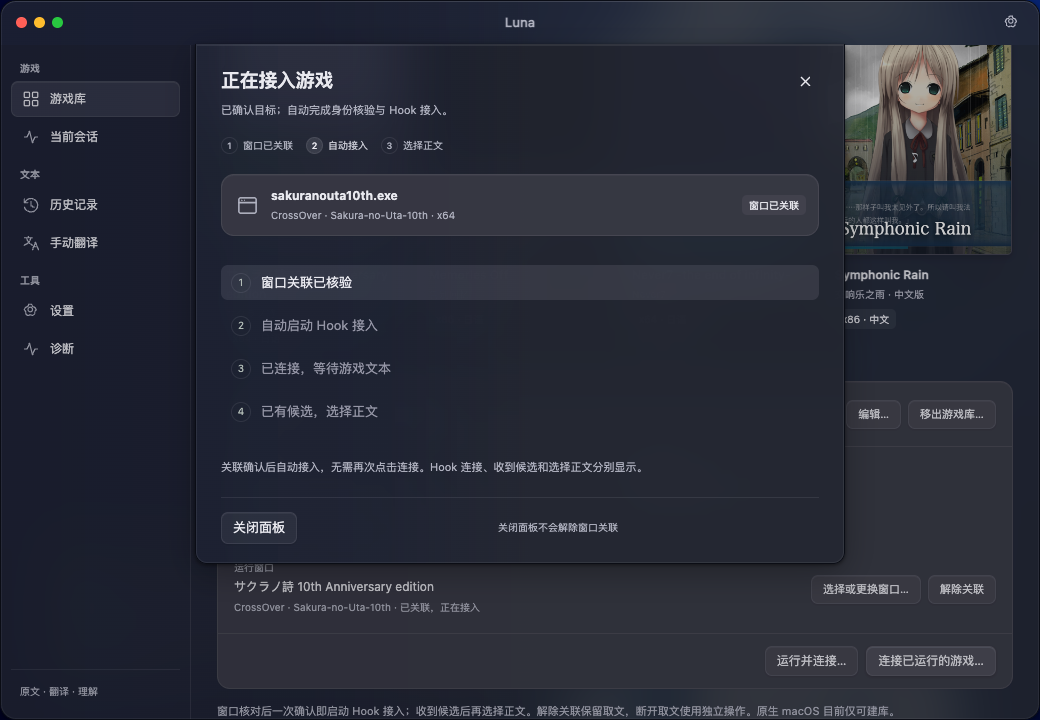 Luna
游戏
游戏库
当前会话
文本
历史记录
手动翻译
工具
设置
诊断
原文 · 翻译 · 理解
正在接入游戏
已确认目标；自动完成身份核验与 Hook 接入。
1 窗口已关联 2 自动接入 3 选择正文
sakuranouta10th.exe
CrossOver · Sakura-no-Uta-10th · x64
窗口已关联
1 窗口关联已核验
2 自动启动 Hook 接入
3 已连接，等待游戏文本
4 已有候选，选择正文
关联确认后自动接入，无需再次点击连接。Hook 连接、收到候选和选择正文分别显示。
关闭面板
关闭面板不会解除窗口关联
Symphonic Rain
ymphonic Rain
响乐之雨 · 中文版
x86 · 中文
编辑...
移出游戏库...
运行窗口
サクラノ詩 10th Anniversary edition
CrossOver · Sakura-no-Uta-10th · 已关联，正在接入
选择或更换窗口...
解除关联
运行并连接...
连接已运行的游戏...
窗口核对后一次确认即启动 Hook 接入；收到候选后再选择正文。解除关联保留取文，断开取文使用独立操作。原生 macOS 目前仅可建库。